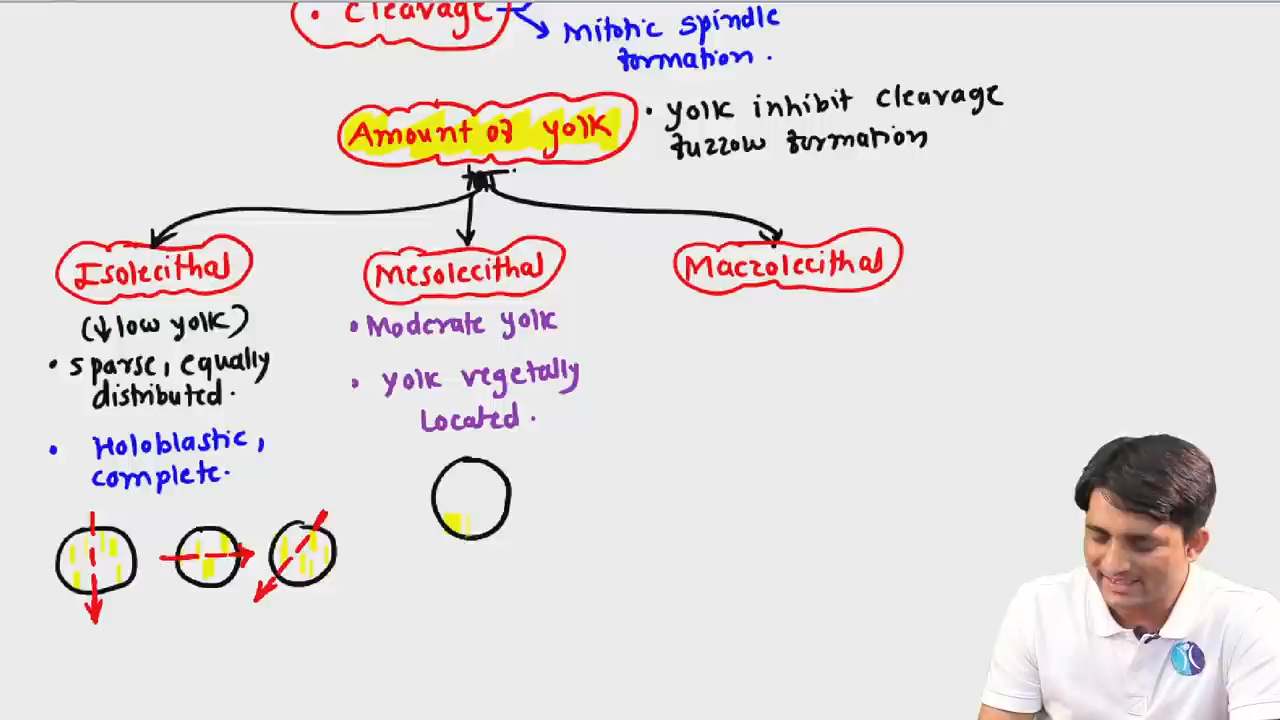 • cleavage
Mitotic spindle
formation.
Amount of yolk
• yolk inhibit cleavage
furrow formation
Isolecithal
Mesolecithal
Macrolecithal
(↓ low yolk)
• sparse, equally
distributed.
• Holoblastic,
complete.
• Moderate yolk
• yolk vegetally
Located.